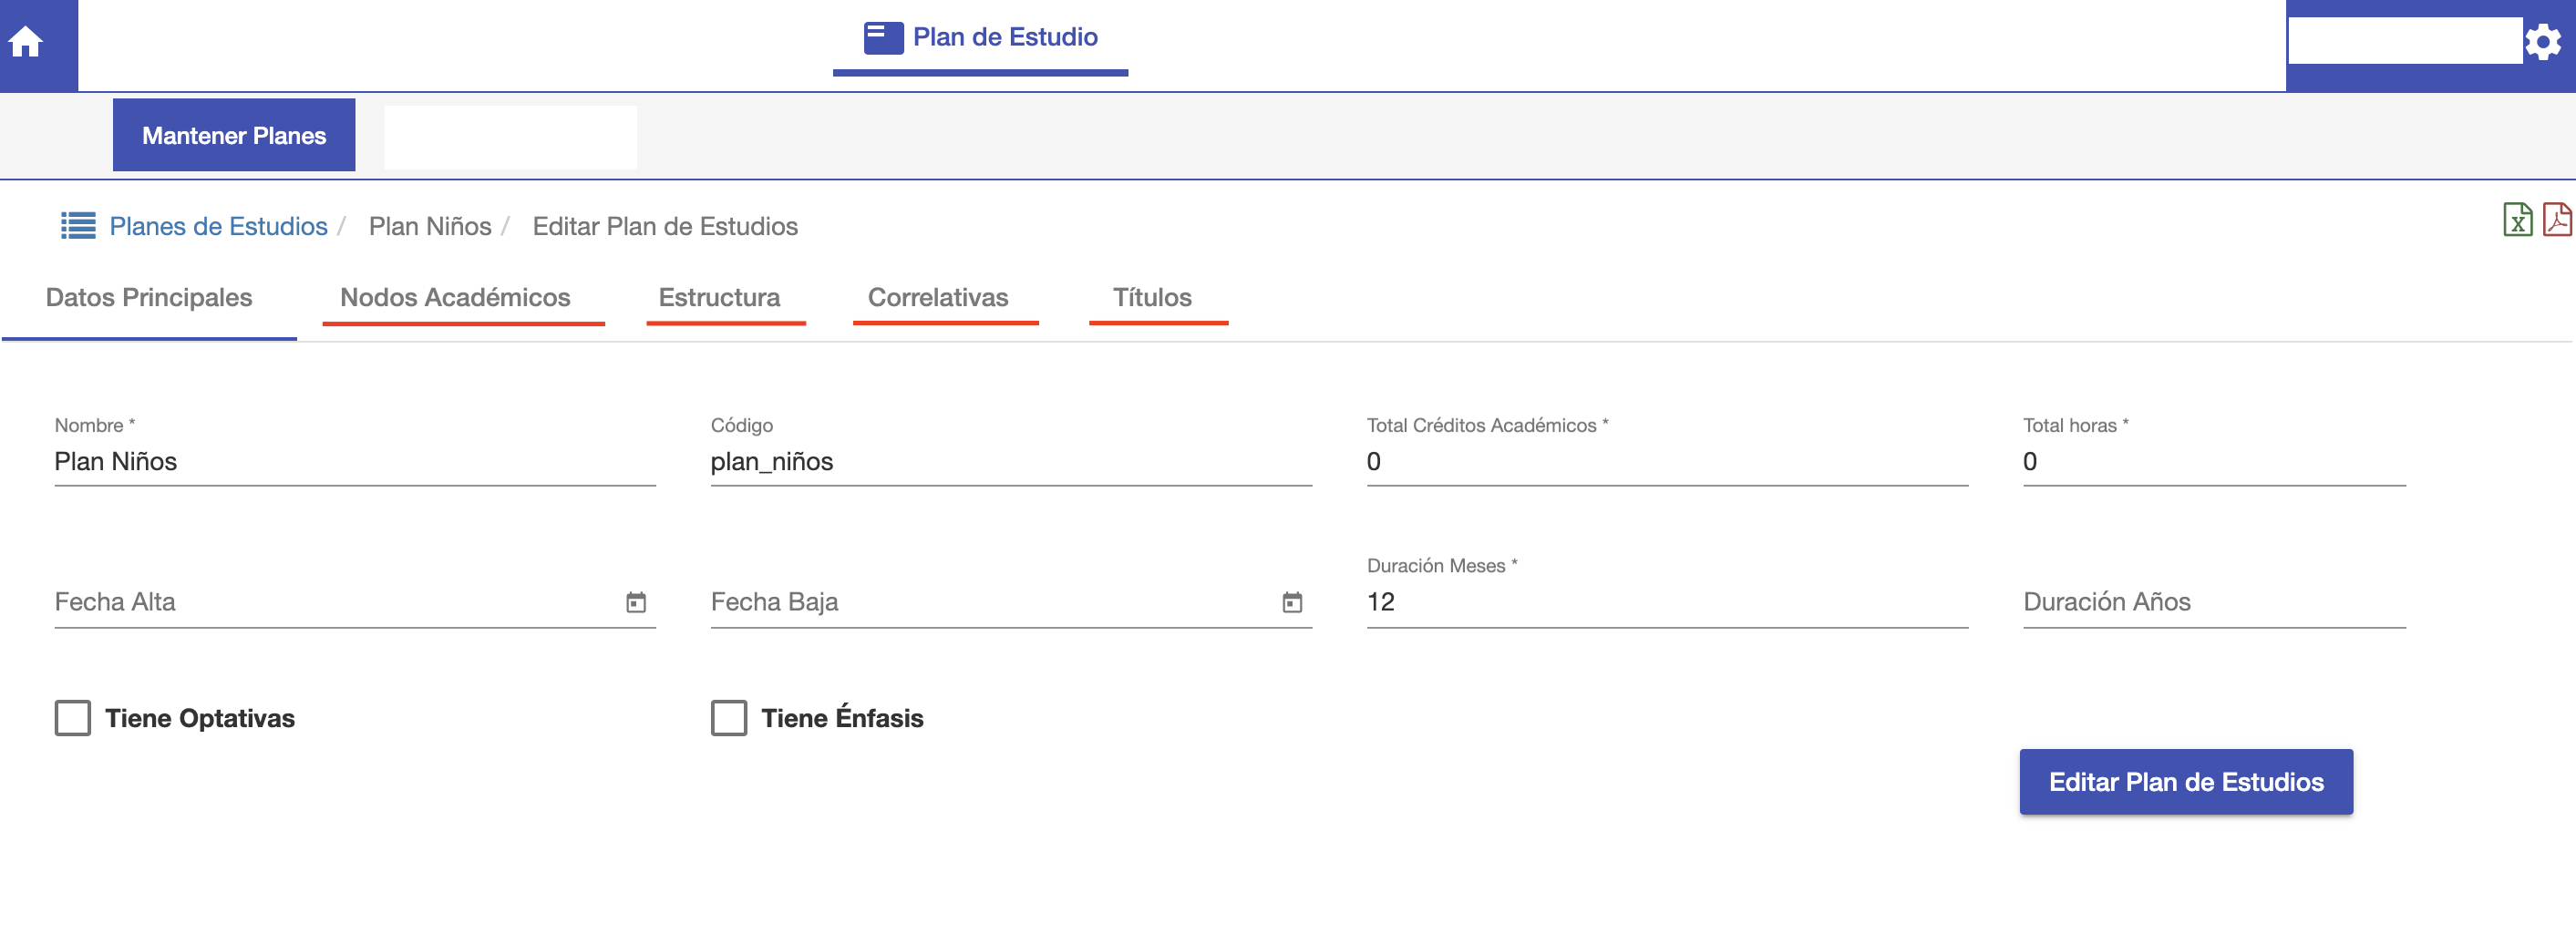 Plan de Estudio
Mantener Planes
Planes de Estudios / Plan Niños / Editar Plan de Estudios
Datos Principales Nodos Académicos Estructura Correlativas Títulos
Nombre * Código Total Créditos Académicos * Total horas *
Plan Niños plan_niños 0 0
Duración Meses *
Fecha Alta Fecha Baja 12 Duración Años
Tiene Optativas Tiene Énfasis
Editar Plan de Estudios